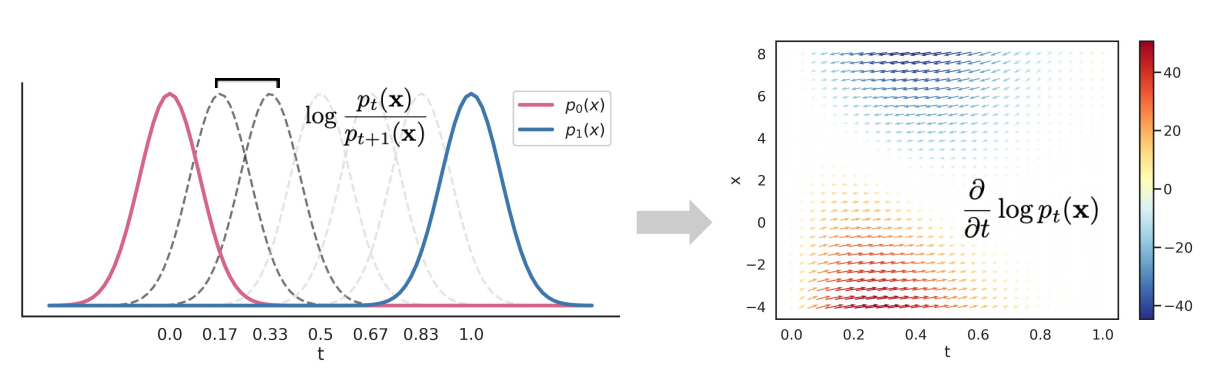 log p_t(𝐱) / p_{t+1}(𝐱)
p₀(x)
p₁(x)
0.0 0.17 0.33 0.5 0.67 0.83 1.0
t
8
6
4
2
0
−2
−4
x
∂/∂t log p_t(𝐱)
0.0 0.2 0.4 0.6 0.8 1.0
t
40
20
0
−20
−40